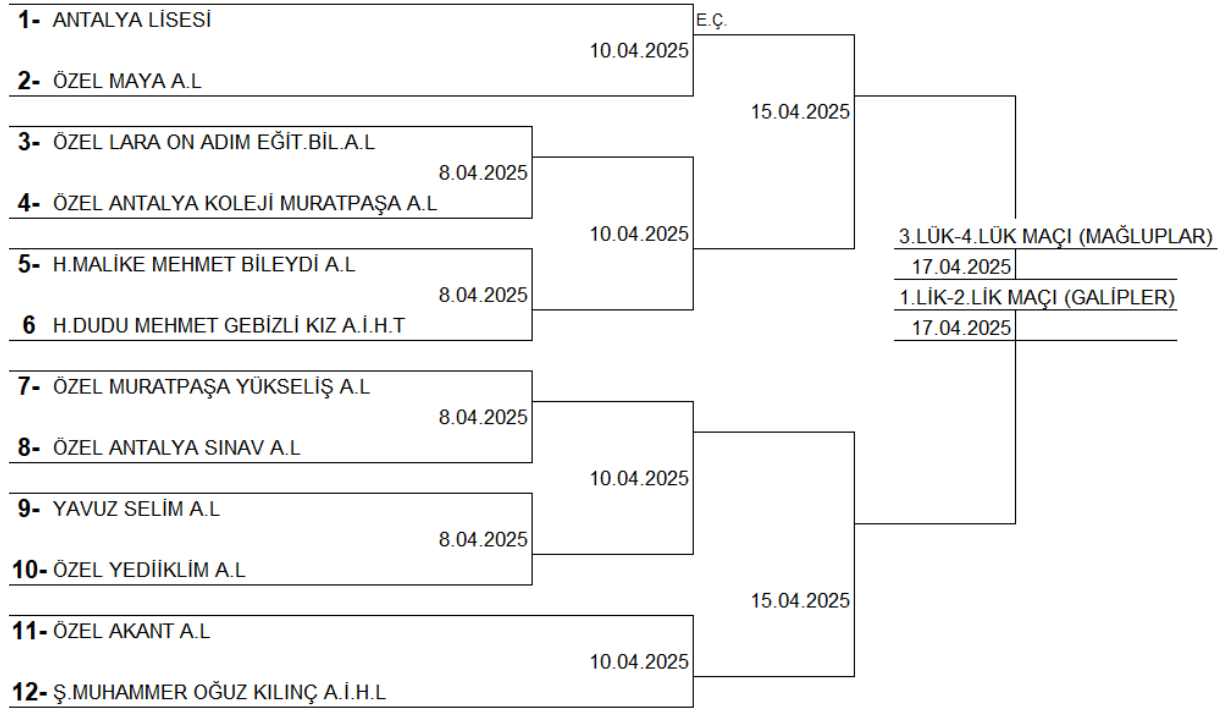 1- ANTALYA LİSESİ
E.Ç.
10.04.2025
2- ÖZEL MAYA A.L
15.04.2025
3- ÖZEL LARA ON ADIM EĞİT.BİL.A.L
8.04.2025
4- ÖZEL ANTALYA KOLEJİ MURATPAŞA A.L
10.04.2025
3.LÜK-4.LÜK MAÇI (MAĞLUPLAR)
5- H.MALİKE MEHMET BİLEYDİ A.L
17.04.2025
8.04.2025
1.LİK-2.LİK MAÇI (GALİPLER)
6 H.DUDU MEHMET GEBİZLİ KIZ A.İ.H.T
17.04.2025
7- ÖZEL MURATPAŞA YÜKSELİŞ A.L
8.04.2025
8- ÖZEL ANTALYA SINAV A.L
10.04.2025
9- YAVUZ SELİM A.L
8.04.2025
10- ÖZEL YEDİİKLİM A.L
15.04.2025
11- ÖZEL AKANT A.L
10.04.2025
12- Ş.MUHAMMER OĞUZ KILINÇ A.İ.H.L